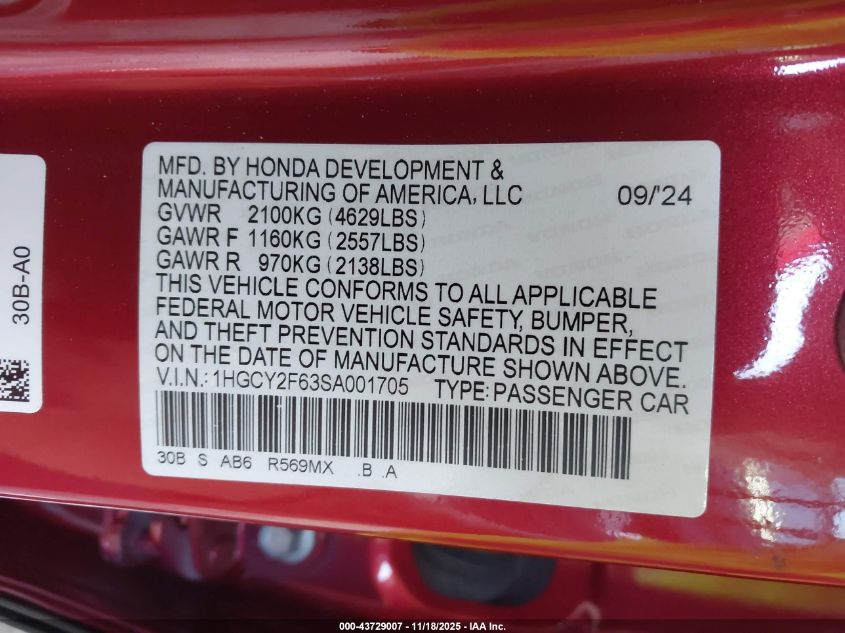 MFD. BY HONDA DEVELOPMENT &
MANUFACTURING OF AMERICA, LLC 09/'24
GVWR 2100KG (4629LBS)
GAWR F 1160KG (2557LBS)
GAWR R 970KG (2138LBS)
THIS VEHICLE CONFORMS TO ALL APPLICABLE
FEDERAL MOTOR VEHICLE SAFETY, BUMPER,
AND THEFT PREVENTION STANDARDS IN EFFECT
ON THE DATE OF MANUFACTURE SHOWN ABOVE.
V.I.N.: 1HGCY2F63SA001705 TYPE: PASSENGER CAR
30B S AB6 R569MX .B .A
30B-A0
000-43729007 - 11/18/2025 - IAA Inc.